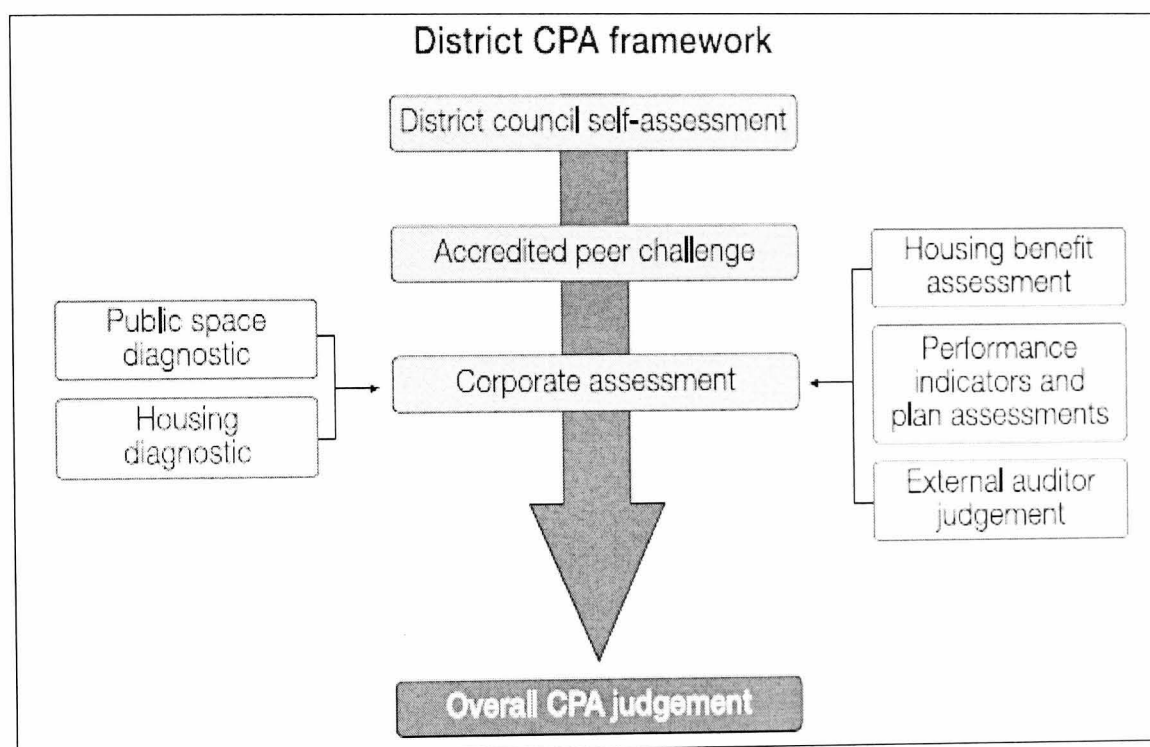 District CPA framework
District council self-assessment
Accredited peer challenge
Housing benefit
assessment
Public space
diagnostic
Corporate assessment
Performance
indicators and
plan assessments
Housing
diagnostic
External auditor
judgement
Overall CPA judgement